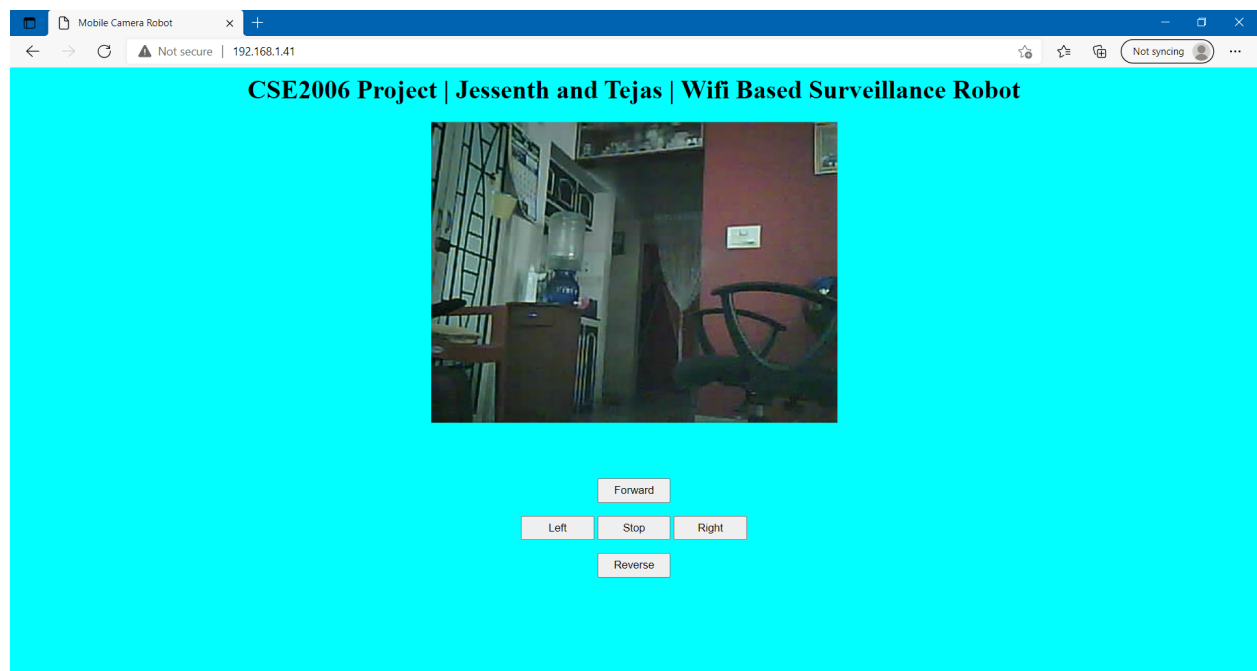 Mobile Camera Robot
Not secure | 192.168.1.41
Not syncing
CSE2006 Project | Jessenth and Tejas | Wifi Based Surveillance Robot
Forward
Left Stop Right
Reverse